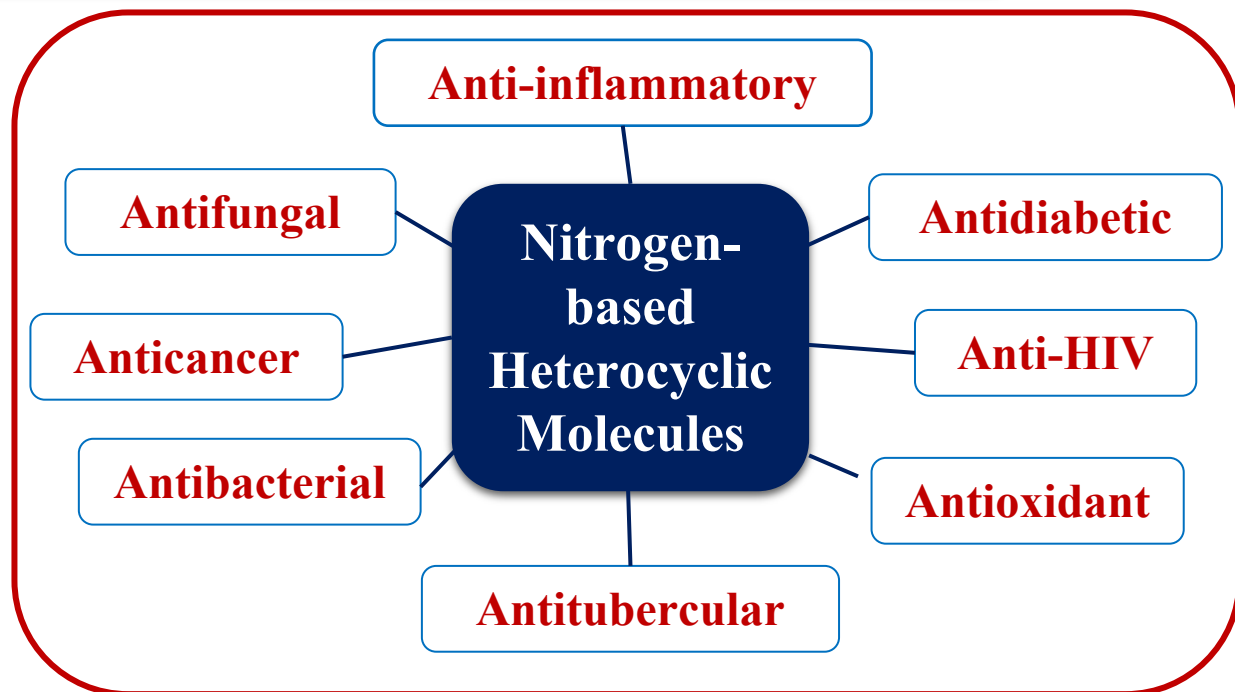 Anti-inflammatory
Antifungal
Antidiabetic
Nitrogen-
based
Heterocyclic
Molecules
Anticancer
Anti-HIV
Antibacterial
Antioxidant
Antitubercular